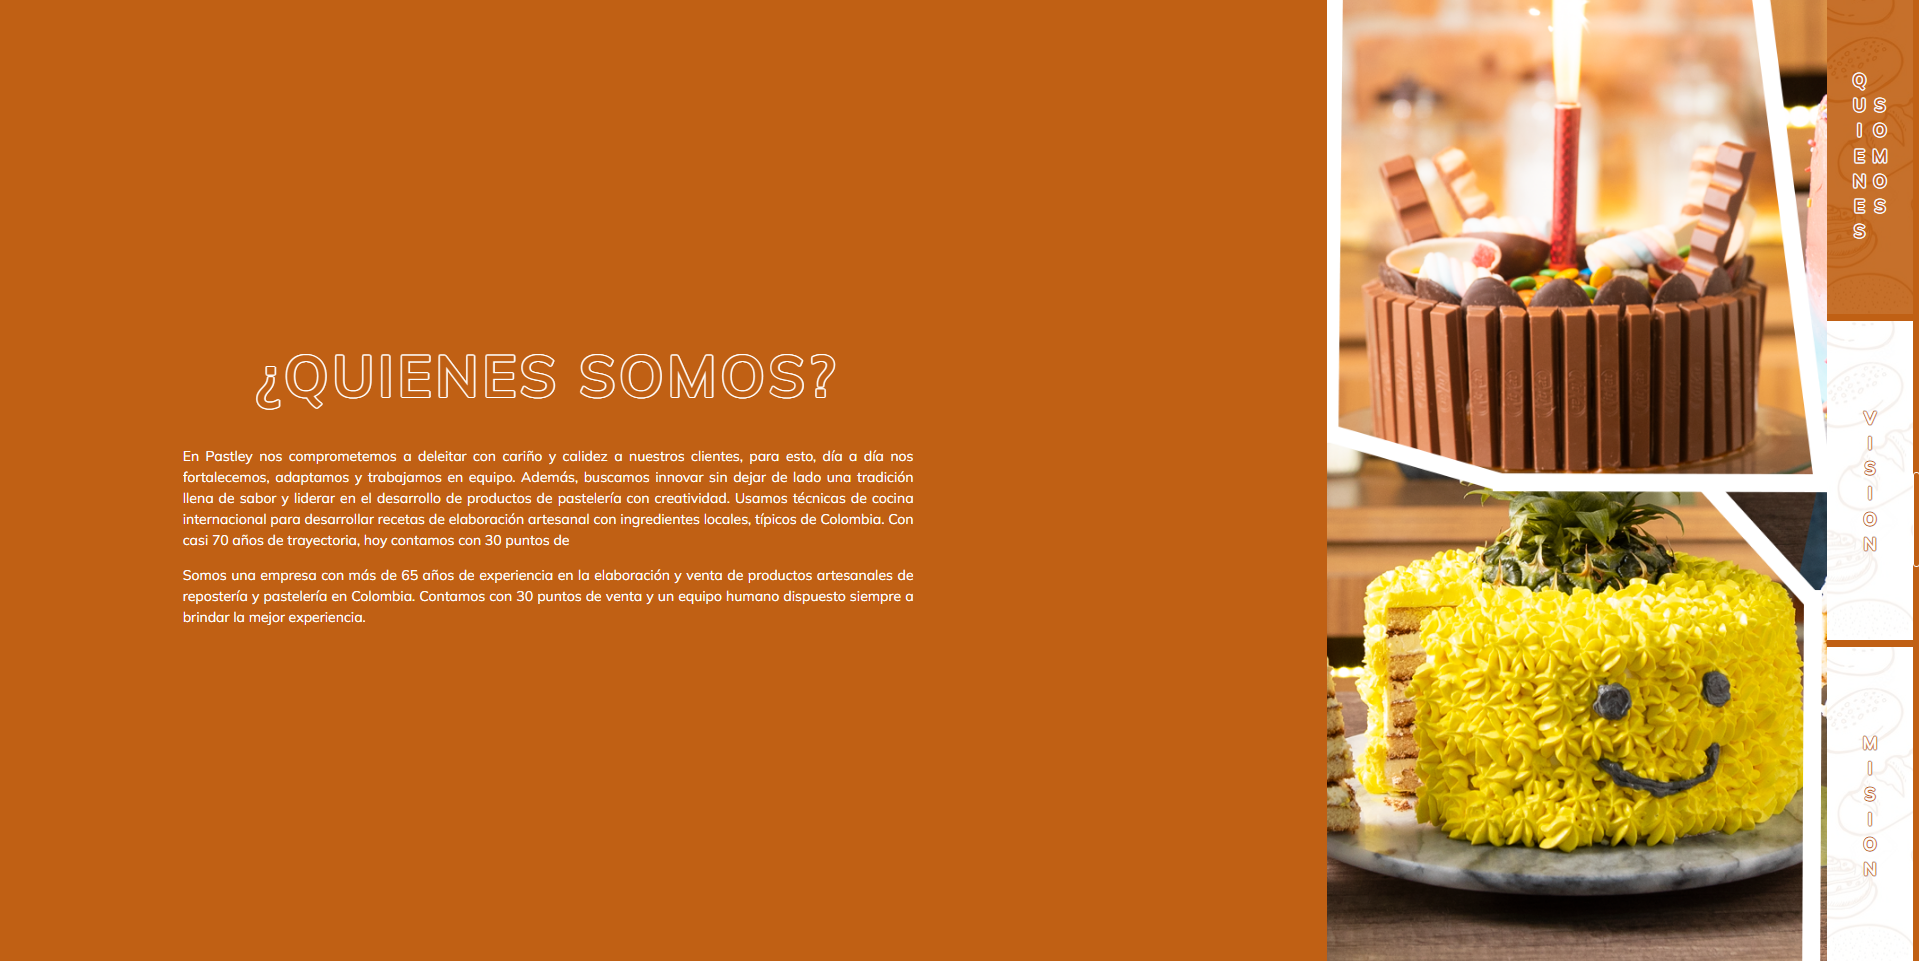 ¿QUIENES SOMOS?
En Pastley nos comprometemos a deleitar con cariño y calidez a nuestros clientes, para esto, día a día nos
fortalecemos, adaptamos y trabajamos en equipo. Además, buscamos innovar sin dejar de lado una tradición
llena de sabor y liderar en el desarrollo de productos de pastelería con creatividad. Usamos técnicas de cocina
internacional para desarrollar recetas de elaboración artesanal con ingredientes locales, típicos de Colombia. Con
casi 70 años de trayectoria, hoy contamos con 30 puntos de
Somos una empresa con más de 65 años de experiencia en la elaboración y venta de productos artesanales de
repostería y pastelería en Colombia. Contamos con 30 puntos de venta y un equipo humano dispuesto siempre a
brindar la mejor experiencia.
QUIENES
SOMOS
VISION
MISION